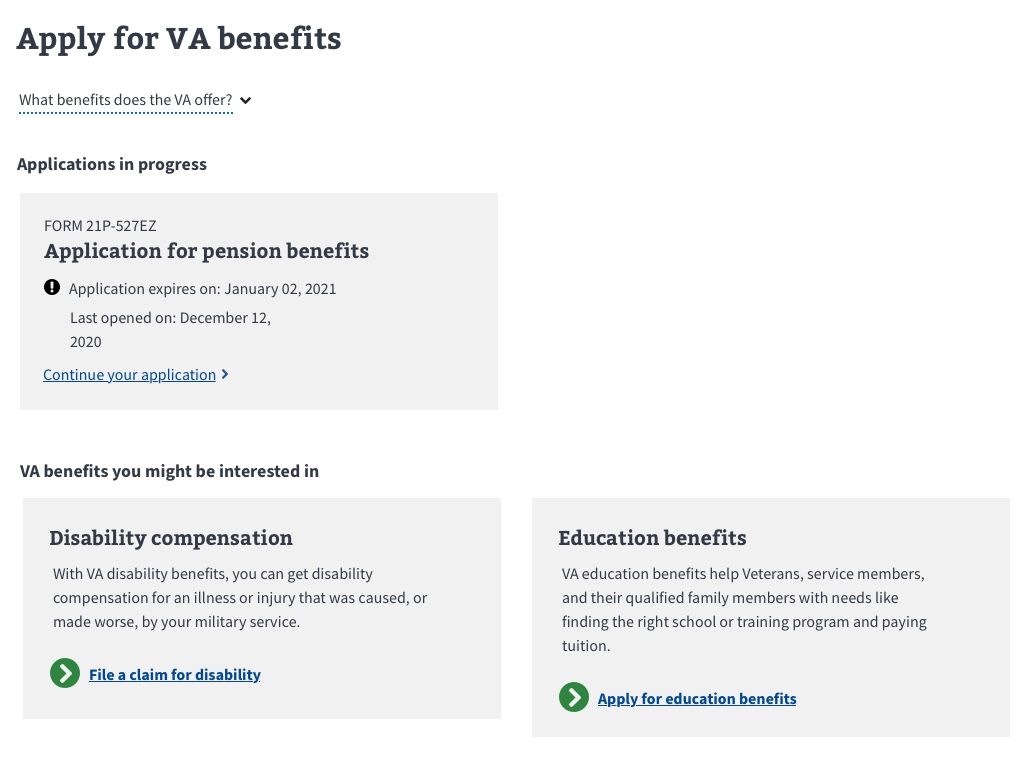 Apply for VA benefits
What benefits does the VA offer?
Applications in progress
FORM 21P-527EZ
Application for pension benefits
Application expires on: January 02, 2021
Last opened on: December 12,
2020
Continue your application
VA benefits you might be interested in
Disability compensation
With VA disability benefits, you can get disability
compensation for an illness or injury that was caused, or
made worse, by your military service.
File a claim for disability
Education benefits
VA education benefits help Veterans, service members,
and their qualified family members with needs like
finding the right school or training program and paying
tuition.
Apply for education benefits